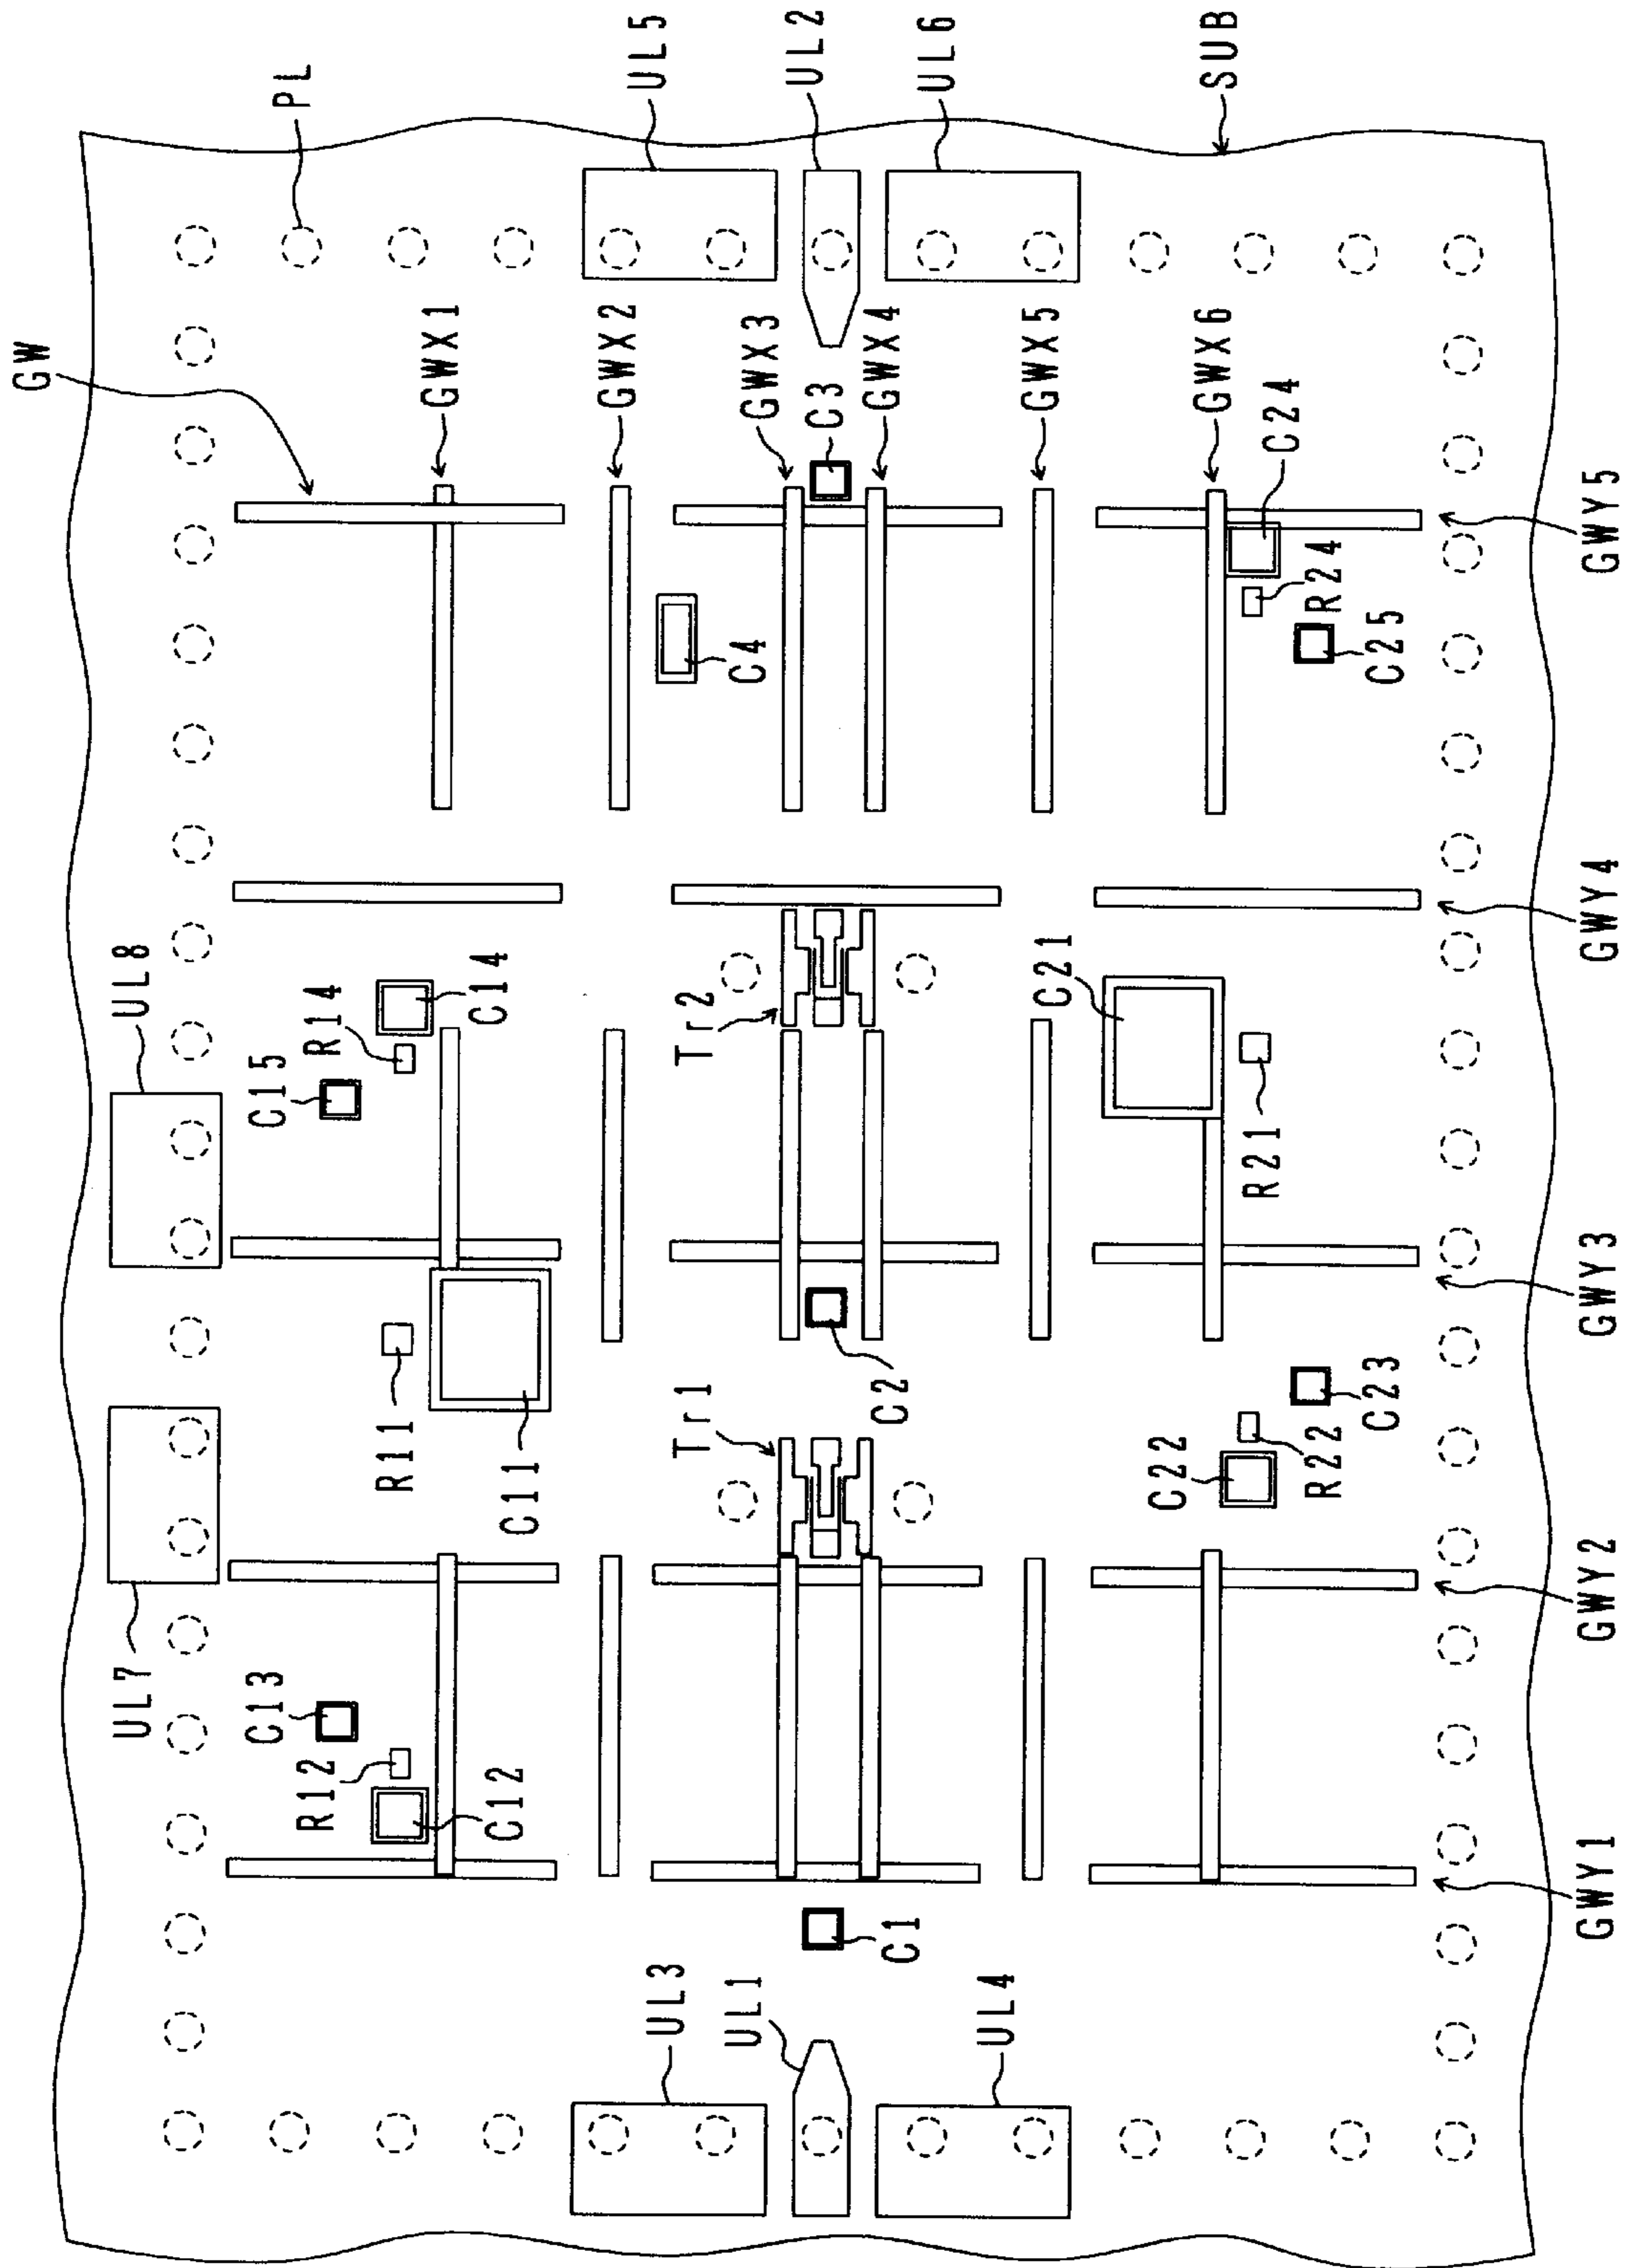 GW
PL
UL5
UL2
UL6
SUB
GWX1
GWX2
GWX3
C3
GWX4
GWX5
GWX6
C24
R24
C25
C4
GWY5
UL8
C15
R14
C14
Tr2
C21
R21
GWY4
GWY3
R11
C11
Tr1
C2
C22
R22
C23
GWY2
UL7
C13
R12
C12
C1
GWY1
UL3
UL1
UL4